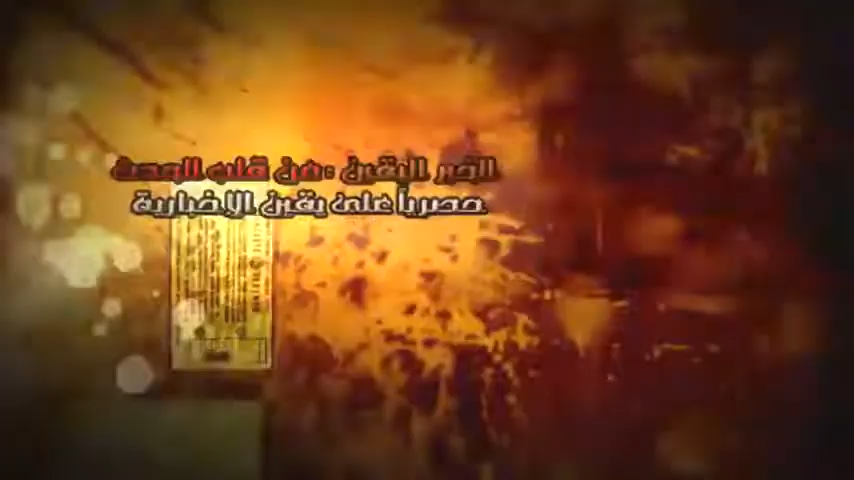 الخبر اليقين : من قلب الحدث
حصرياً على يقين الإخبارية